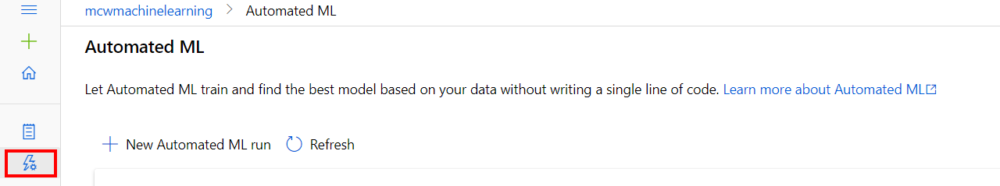 mcwmachinelearning > Automated ML
Automated ML
Let Automated ML train and find the best model based on your data without writing a single line of code. Learn more about Automated ML
New Automated ML run Refresh